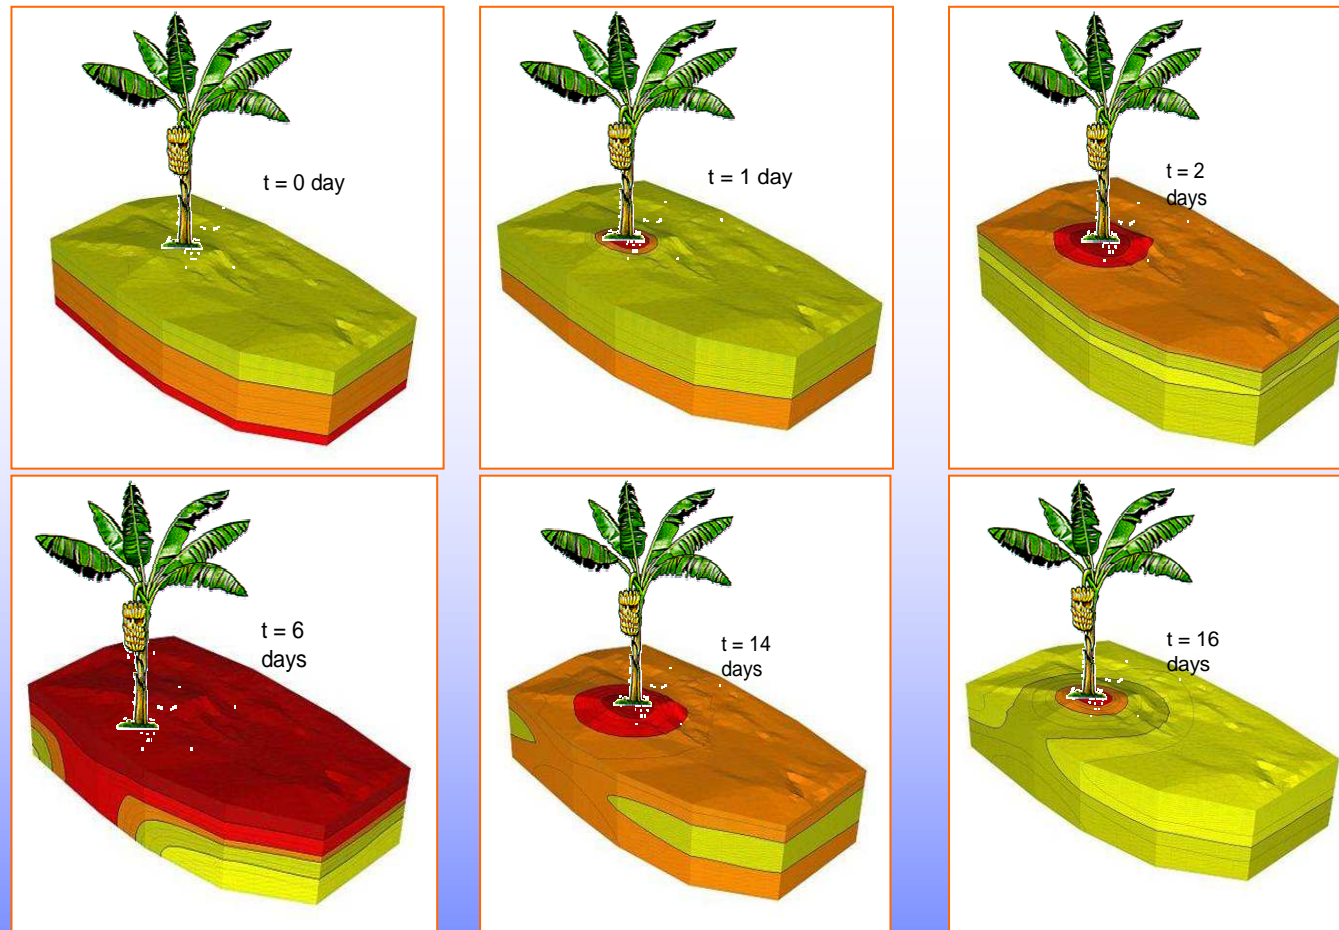 t = 0 day
t = 1 day
t = 2
days
t = 6
days
t = 14
days
t = 16
days